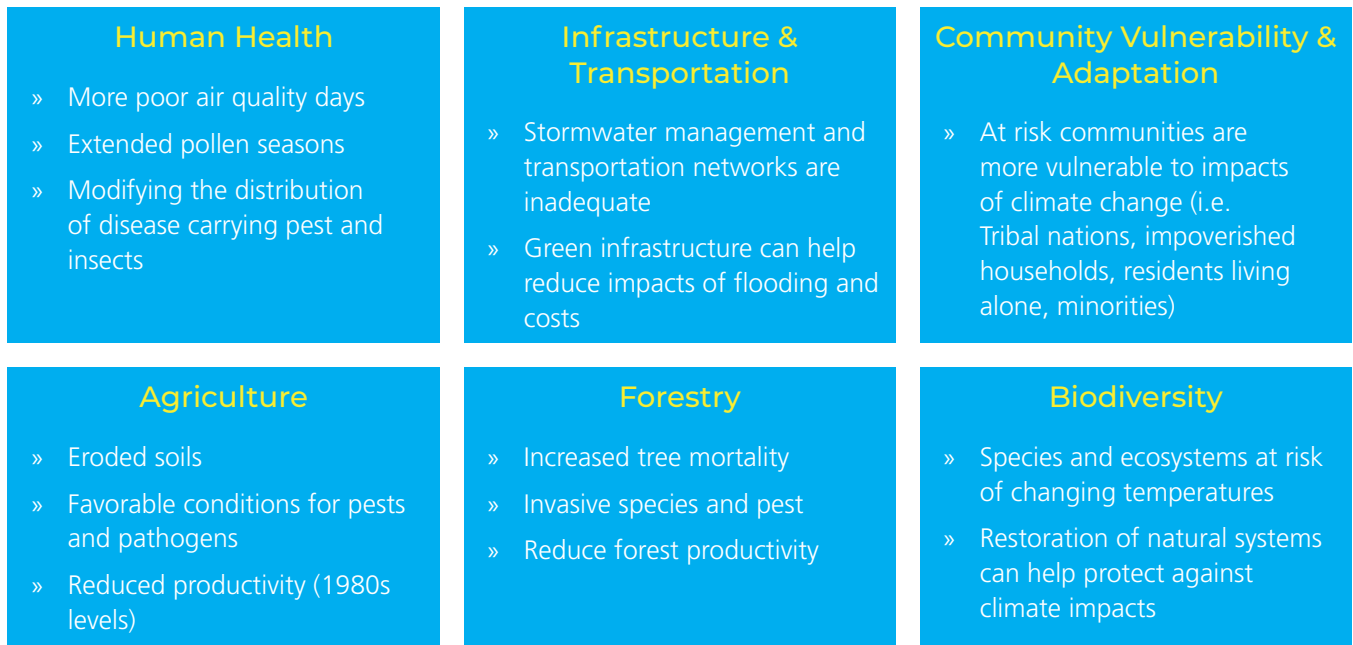 Human Health
» More poor air quality days
» Extended pollen seasons
» Modifying the distribution
of disease carrying pest and
insects
Infrastructure &
Transportation
» Stormwater management and
transportation networks are
inadequate
» Green infrastructure can help
reduce impacts of flooding and
costs
Community Vulnerability &
Adaptation
» At risk communities are
more vulnerable to impacts
of climate change (i.e.
Tribal nations, impoverished
households, residents living
alone, minorities)
Agriculture
» Eroded soils
» Favorable conditions for pests
and pathogens
» Reduced productivity (1980s
levels)
Forestry
» Increased tree mortality
» Invasive species and pest
» Reduce forest productivity
Biodiversity
» Species and ecosystems at risk
of changing temperatures
» Restoration of natural systems
can help protect against
climate impacts